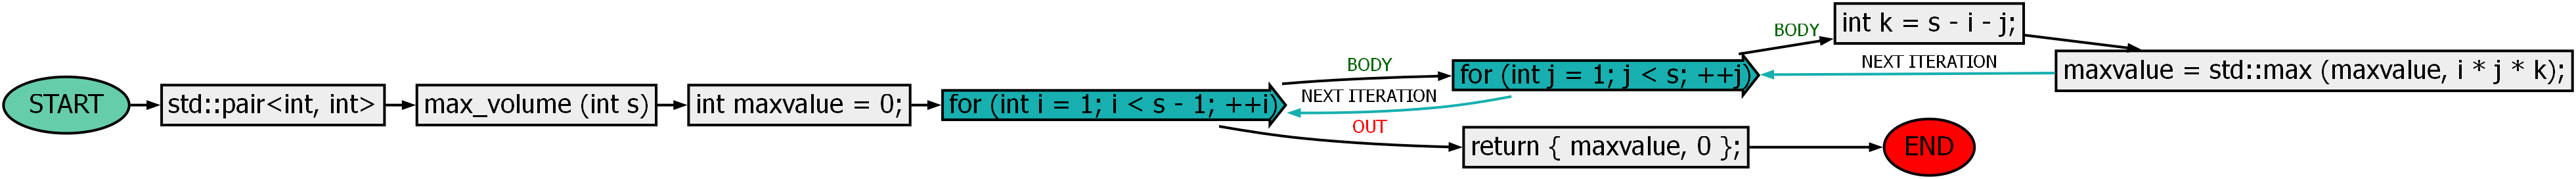 START
std::pair<int, int>
max_volume (int s)
int maxvalue = 0;
for (int i = 1; i < s - 1; ++i)
BODY
NEXT ITERATION
OUT
for (int j = 1; j < s; ++j)
BODY
int k = s - i - j;
NEXT ITERATION
maxvalue = std::max (maxvalue, i * j * k);
return { maxvalue, 0 };
END